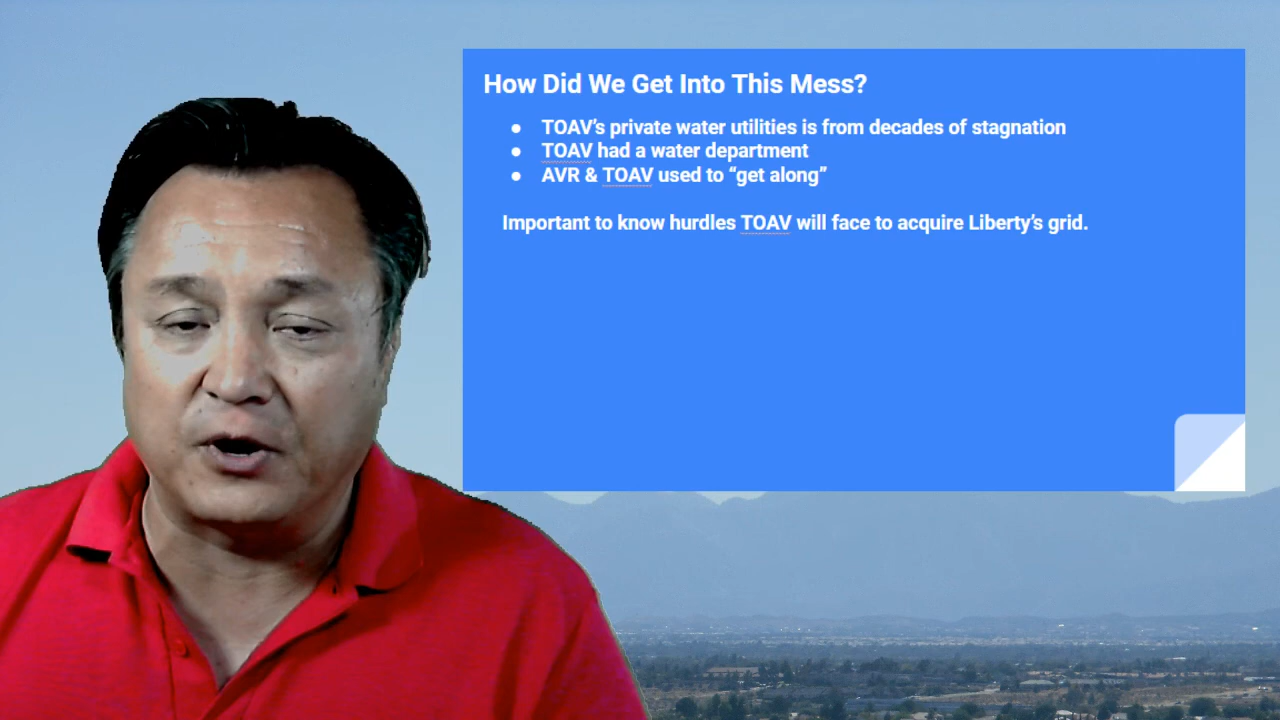 How Did We Get Into This Mess?
● TOAV’s private water utilities is from decades of stagnation
● TOAV had a water department
● AVR & TOAV used to “get along”
Important to know hurdles TOAV will face to acquire Liberty’s grid.